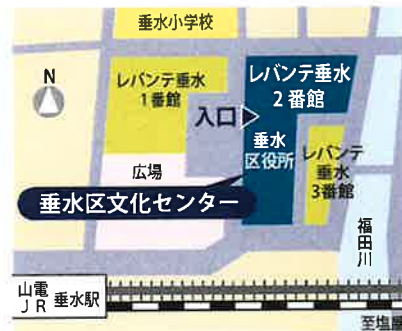 垂水小学校
N
レバンテ垂水
1番館
レバンテ垂水
2番館
入口
垂水
区役所
レバンテ
垂水
3番館
広場
垂水区文化センター
福田川
山電
JR
垂水駅
至塩屋